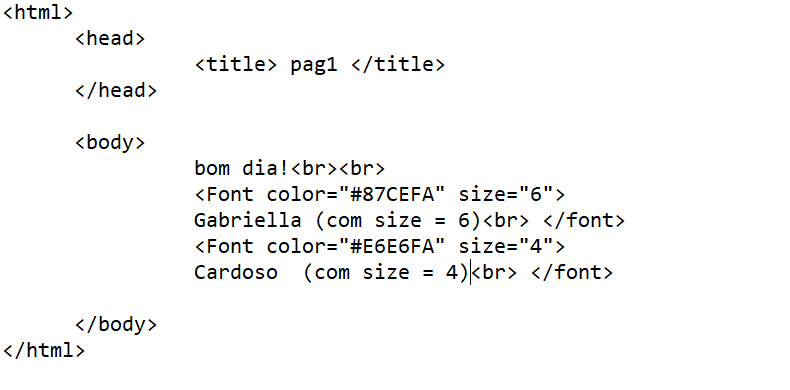 <html>
<head>
<title> pag1 </title>
</head>
<body>
bom dia!<br><br>
<Font color="#87CEFA" size="6">
Gabriella (com size = 6)<br> </font>
<Font color="#E6E6FA" size="4">
Cardoso  (com size = 4)<br> </font>
</body>
</html>